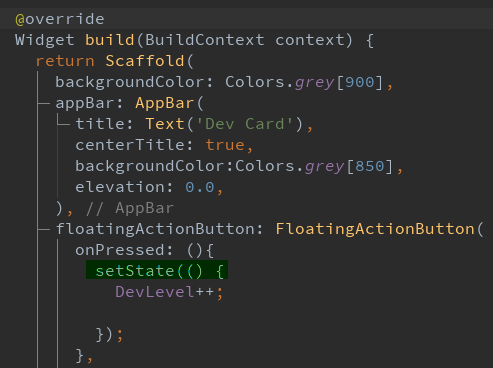 @override
Widget build(BuildContext context) {
return Scaffold(
backgroundColor: Colors.grey[900],
appBar: AppBar(
title: Text('Dev Card'),
centerTitle: true,
backgroundColor:Colors.grey[850],
elevation: 0.0,
), // AppBar
floatingActionButton: FloatingActionButton(
onPressed: (){
setState(() {
DevLevel++;
});
},